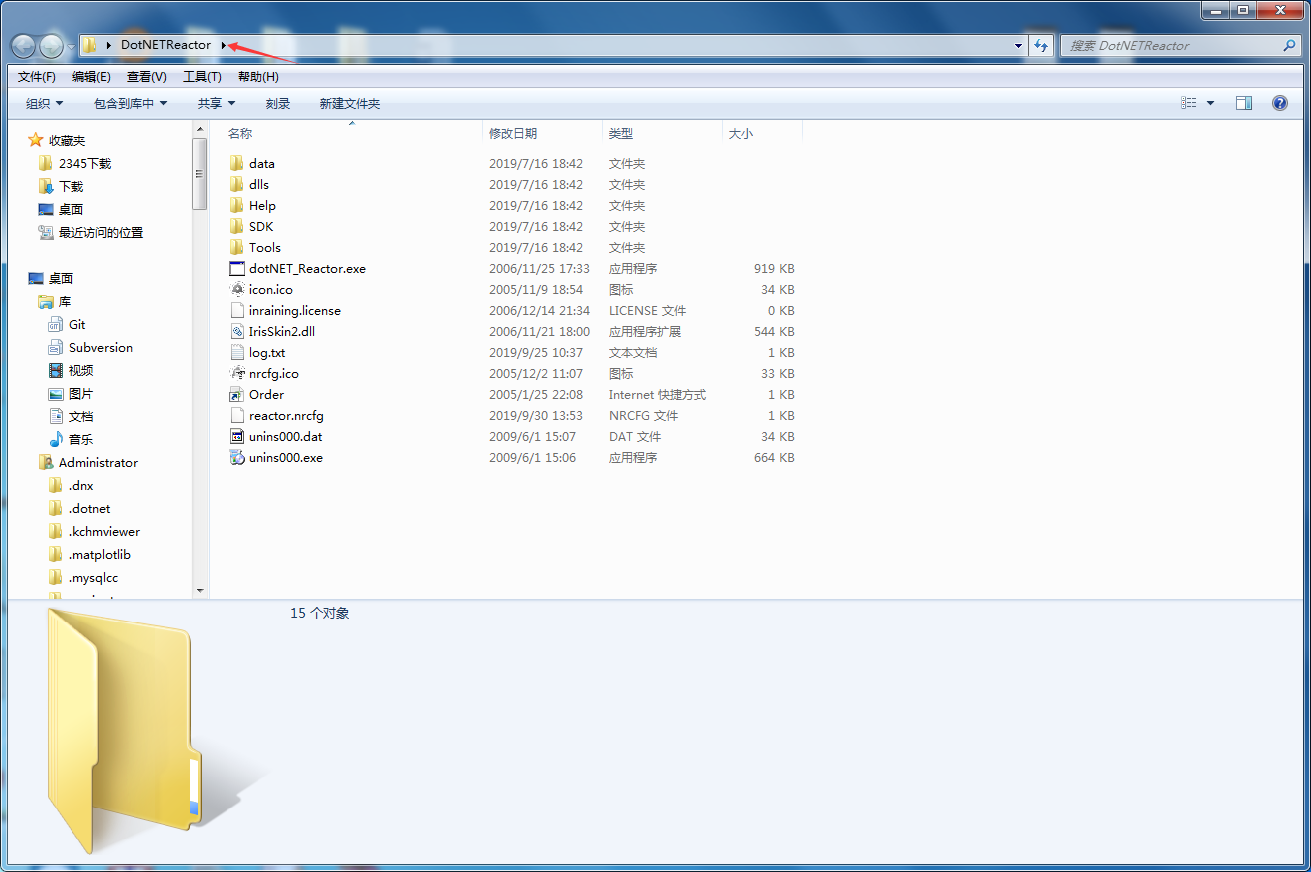 DotNETReactor
搜索 DotNETReactor
文件(F) 编辑(E) 查看(V) 工具(T) 帮助(H)
组织 包含到库中 共享 刻录 新建文件夹
收藏夹
2345下载
下载
桌面
最近访问的位置
桌面
库
Git
Subversion
视频
图片
文档
音乐
Administrator
.dnx
.dotnet
.kchmviewer
.matplotlib
.mysqlcc
名称 修改日期 类型 大小
data 2019/7/16 18:42 文件夹
dlls 2019/7/16 18:42 文件夹
Help 2019/7/16 18:42 文件夹
SDK 2019/7/16 18:42 文件夹
Tools 2019/7/16 18:42 文件夹
dotNET_Reactor.exe 2006/11/25 17:33 应用程序 919 KB
icon.ico 2005/11/9 18:54 图标 34 KB
inraining.license 2006/12/14 21:34 LICENSE 文件 0 KB
IrisSkin2.dll 2006/11/21 18:00 应用程序扩展 544 KB
log.txt 2019/9/25 10:37 文本文档 1 KB
nrcfg.ico 2005/12/2 11:07 图标 33 KB
Order 2005/1/25 22:08 Internet 快捷方式 1 KB
reactor.nrcfg 2019/9/30 13:53 NRCFG 文件 1 KB
unins000.dat 2009/6/1 15:07 DAT 文件 34 KB
unins000.exe 2009/6/1 15:06 应用程序 664 KB
15 个对象